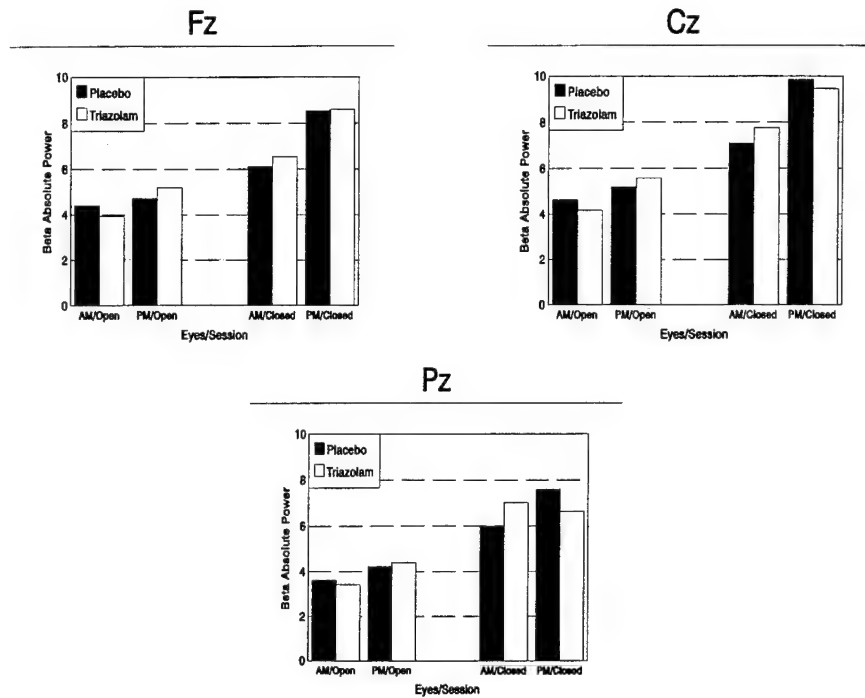 Fz
10
8
6
4
2
0
Beta Absolute Power
Placebo
Triazolam
AM/Open PM/Open AM/Closed PM/Closed
Eyes/Session
Cz
10
8
6
4
2
0
Beta Absolute Power
Placebo
Triazolam
AM/Open PM/Open AM/Closed PM/Closed
Eyes/Session
Pz
10
8
6
4
2
0
Beta Absolute Power
Placebo
Triazolam
AM/Open PM/Open AM/Closed PM/Closed
Eyes/Session